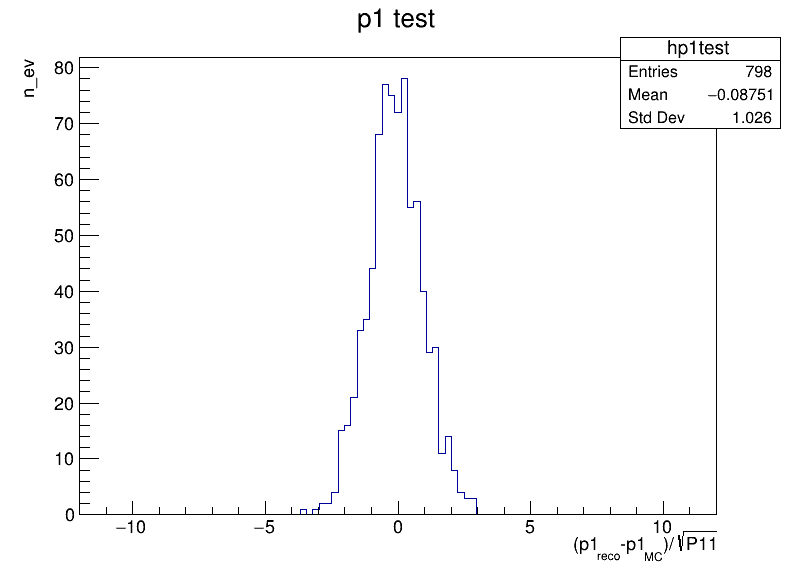 p1 test
hp1test
Entries 798
Mean −0.08751
Std Dev 1.026
n_ev
80
70
60
50
40
30
20
10
0
−10 −5 0 5 10
(p1reco-p1MC)/√P11